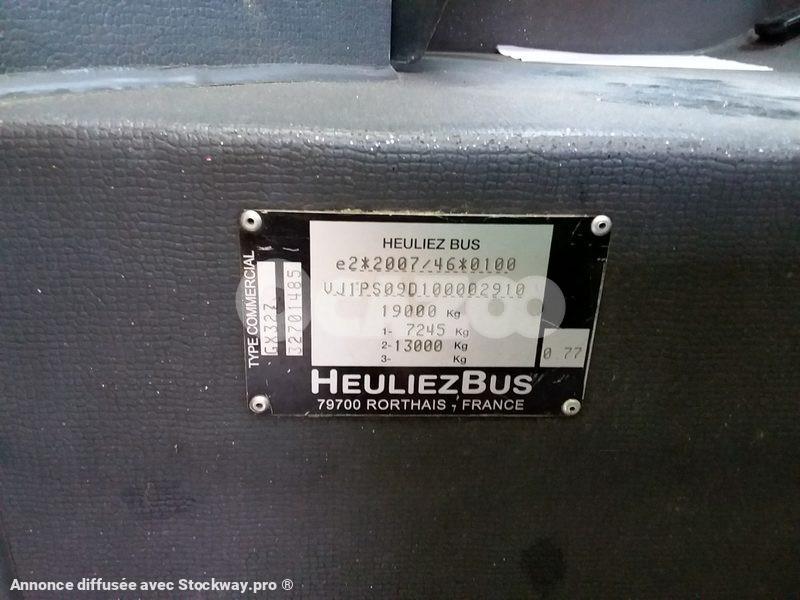 HEULIEZ BUS
e2*2007/46*0100
VJ1PS09D100002910
19000 Kg
1- 7245 Kg
2- 13000 Kg
3- Kg
TYPE COMMERCIAL
GX327
32701485
0 77
HEULIEZBUS
79700 RORTHAIS - FRANCE
Annonce diffusée avec Stockway.pro ®